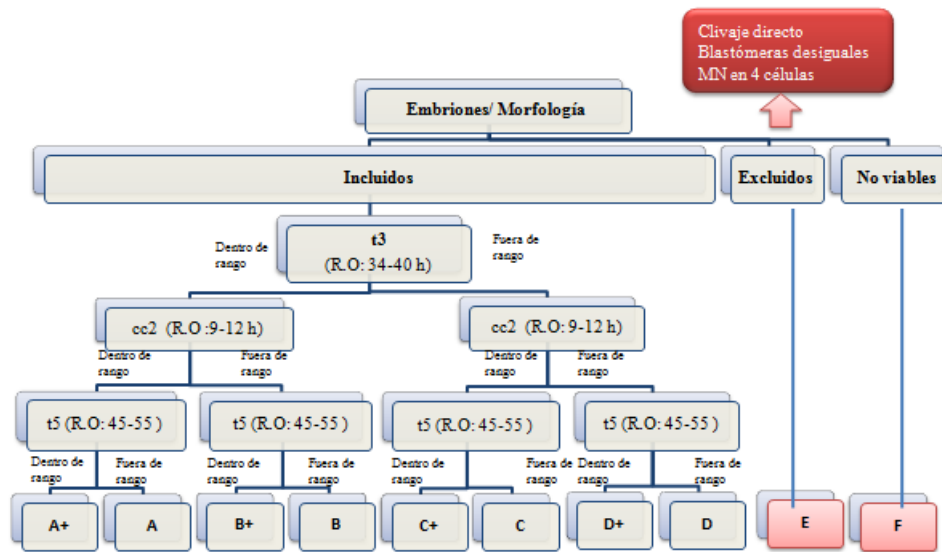 Clivaje directo
Blastómeras desiguales
MN en 4 células
Embriones/ Morfología
Incluidos
Excluidos
No viables
t3
(R.O: 34-40 h)
Dentro de
rango
Fuera de
rango
cc2 (R.O :9-12 h)
cc2 (R.O :9-12 h)
Dentro de
rango
Fuera de
rango
Dentro de
rango
Fuera de
rango
t5 (R.O: 45-55 )
t5 (R.O: 45-55 )
t5 (R.O: 45-55 )
t5 (R.O: 45-55 )
Dentro de
rango
Fuera de
rango
Dentro de
rango
Fuera de
rango
Dentro de
rango
Fuera de
rango
Dentro de
rango
Fuera de
rango
A+
A
B+
B
C+
C
D+
D
E
F